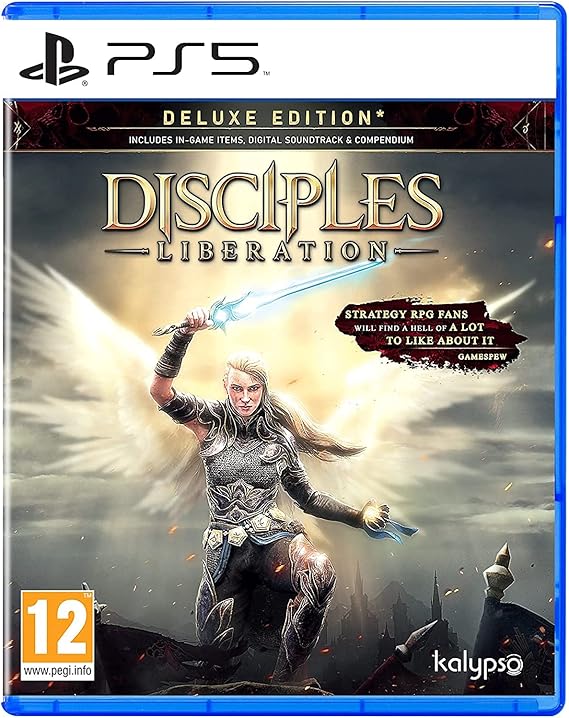 PS5
DELUXE EDITION*
INCLUDES IN-GAME ITEMS, DIGITAL SOUNDTRACK & COMPENDIUM
DISCIPLES
LIBERATION
STRATEGY RPG FANS
WILL FIND A HELL OF A LOT
TO LIKE ABOUT IT
GAMESPEW
12
www.pegi.info
kalypso